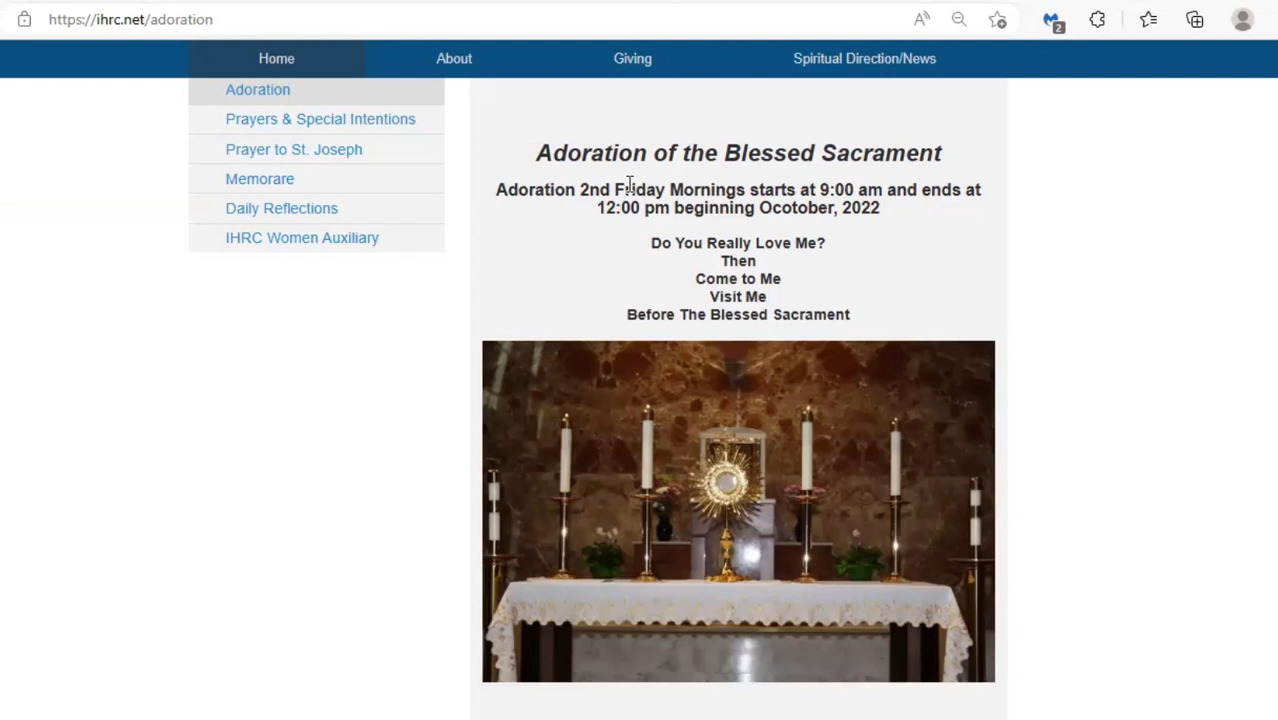 https://ihrc.net/adoration
2
Home About Giving Spiritual Direction/News
Adoration
Prayers & Special Intentions
Prayer to St. Joseph
Memorare
Daily Reflections
IHRC Women Auxiliary
Adoration of the Blessed Sacrament
Adoration 2nd Friday Mornings starts at 9:00 am and ends at
12:00 pm beginning Ocotober, 2022
Do You Really Love Me?
Then
Come to Me
Visit Me
Before The Blessed Sacrament